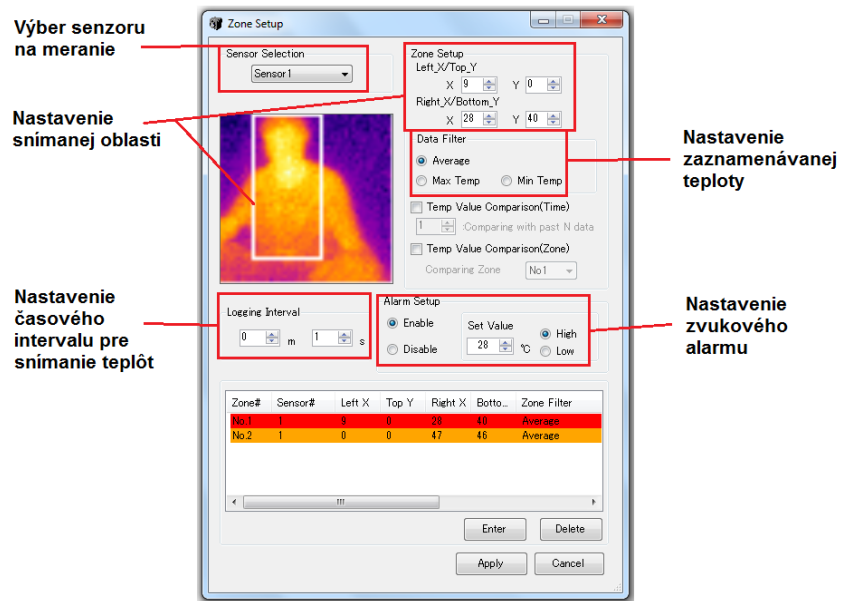 Zone Setup
Výber senzoru
na meranie
Sensor Selection
Sensor1
Zone Setup
Left_X/Top_Y
X 9 Y 0
Right_X/Bottom_Y
X 28 Y 40
Nastavenie
snímanej oblasti
Data Filter
Average
Max Temp Min Temp
Nastavenie
zaznamenávanej
teploty
Temp Value Comparison(Time)
1 :Comparing with past N data
Temp Value Comparison(Zone)
Comparing Zone No1
Nastavenie
časového
intervalu pre
snímanie teplôt
Logging Interval
0 m 1 s
Alarm Setup
Enable
Disable
Set Value
28 °C
High
Low
Nastavenie
zvukového
alarmu
Zone# Sensor# Left X Top Y Right X Botto... Zone Filter
No.1 1 9 0 28 40 Average
No.2 1 0 0 47 46 Average
Enter Delete
Apply Cancel